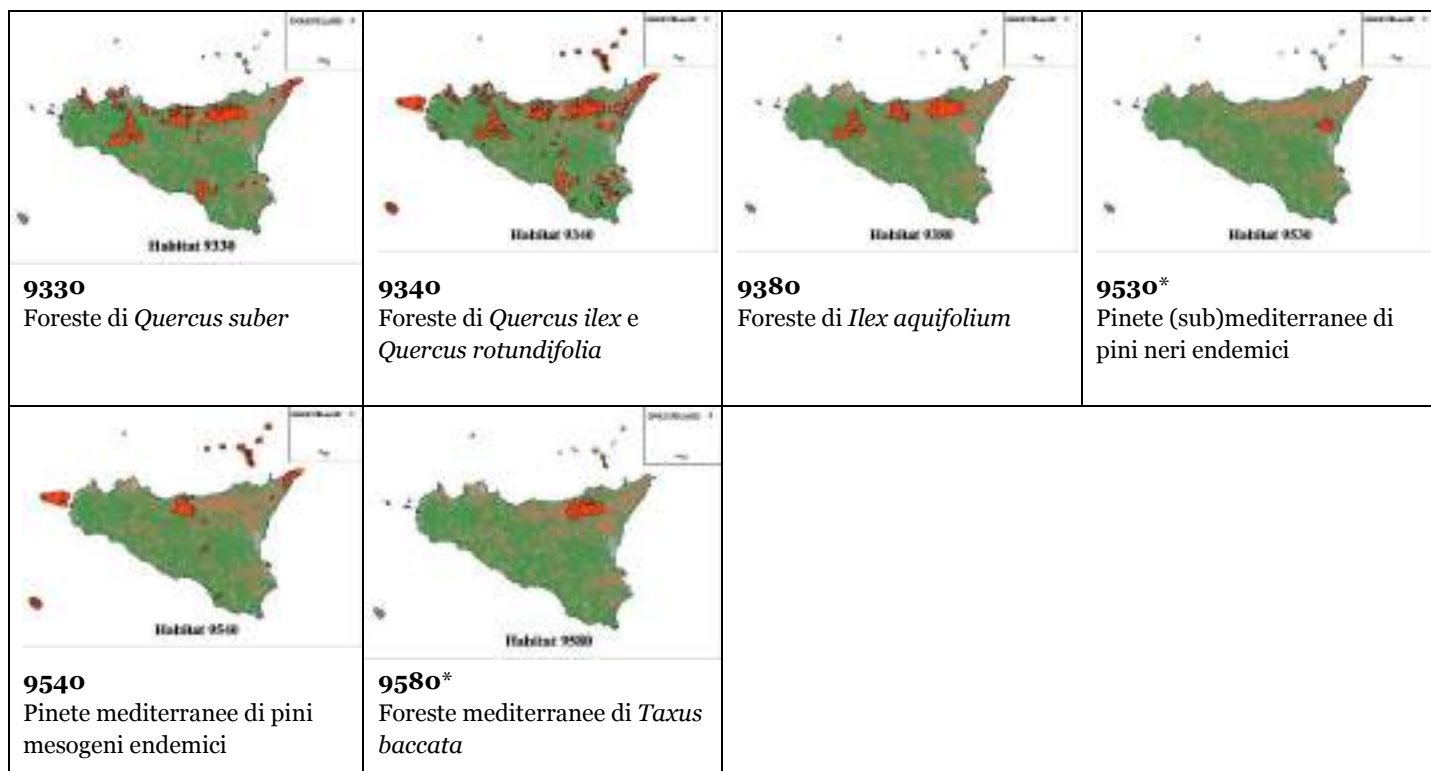 Habitat 9330
Habitat 9340
Habitat 9380
Habitat 9530
9330
Foreste di Quercus suber
9340
Foreste di Quercus ilex e
Quercus rotundifolia
9380
Foreste di Ilex aquifolium
9530*
Pinete (sub)mediterranee di
pini neri endemici
Habitat 9540
Habitat 9580
9540
Pinete mediterranee di pini
mesogeni endemici
9580*
Foreste mediterranee di Taxus
baccata